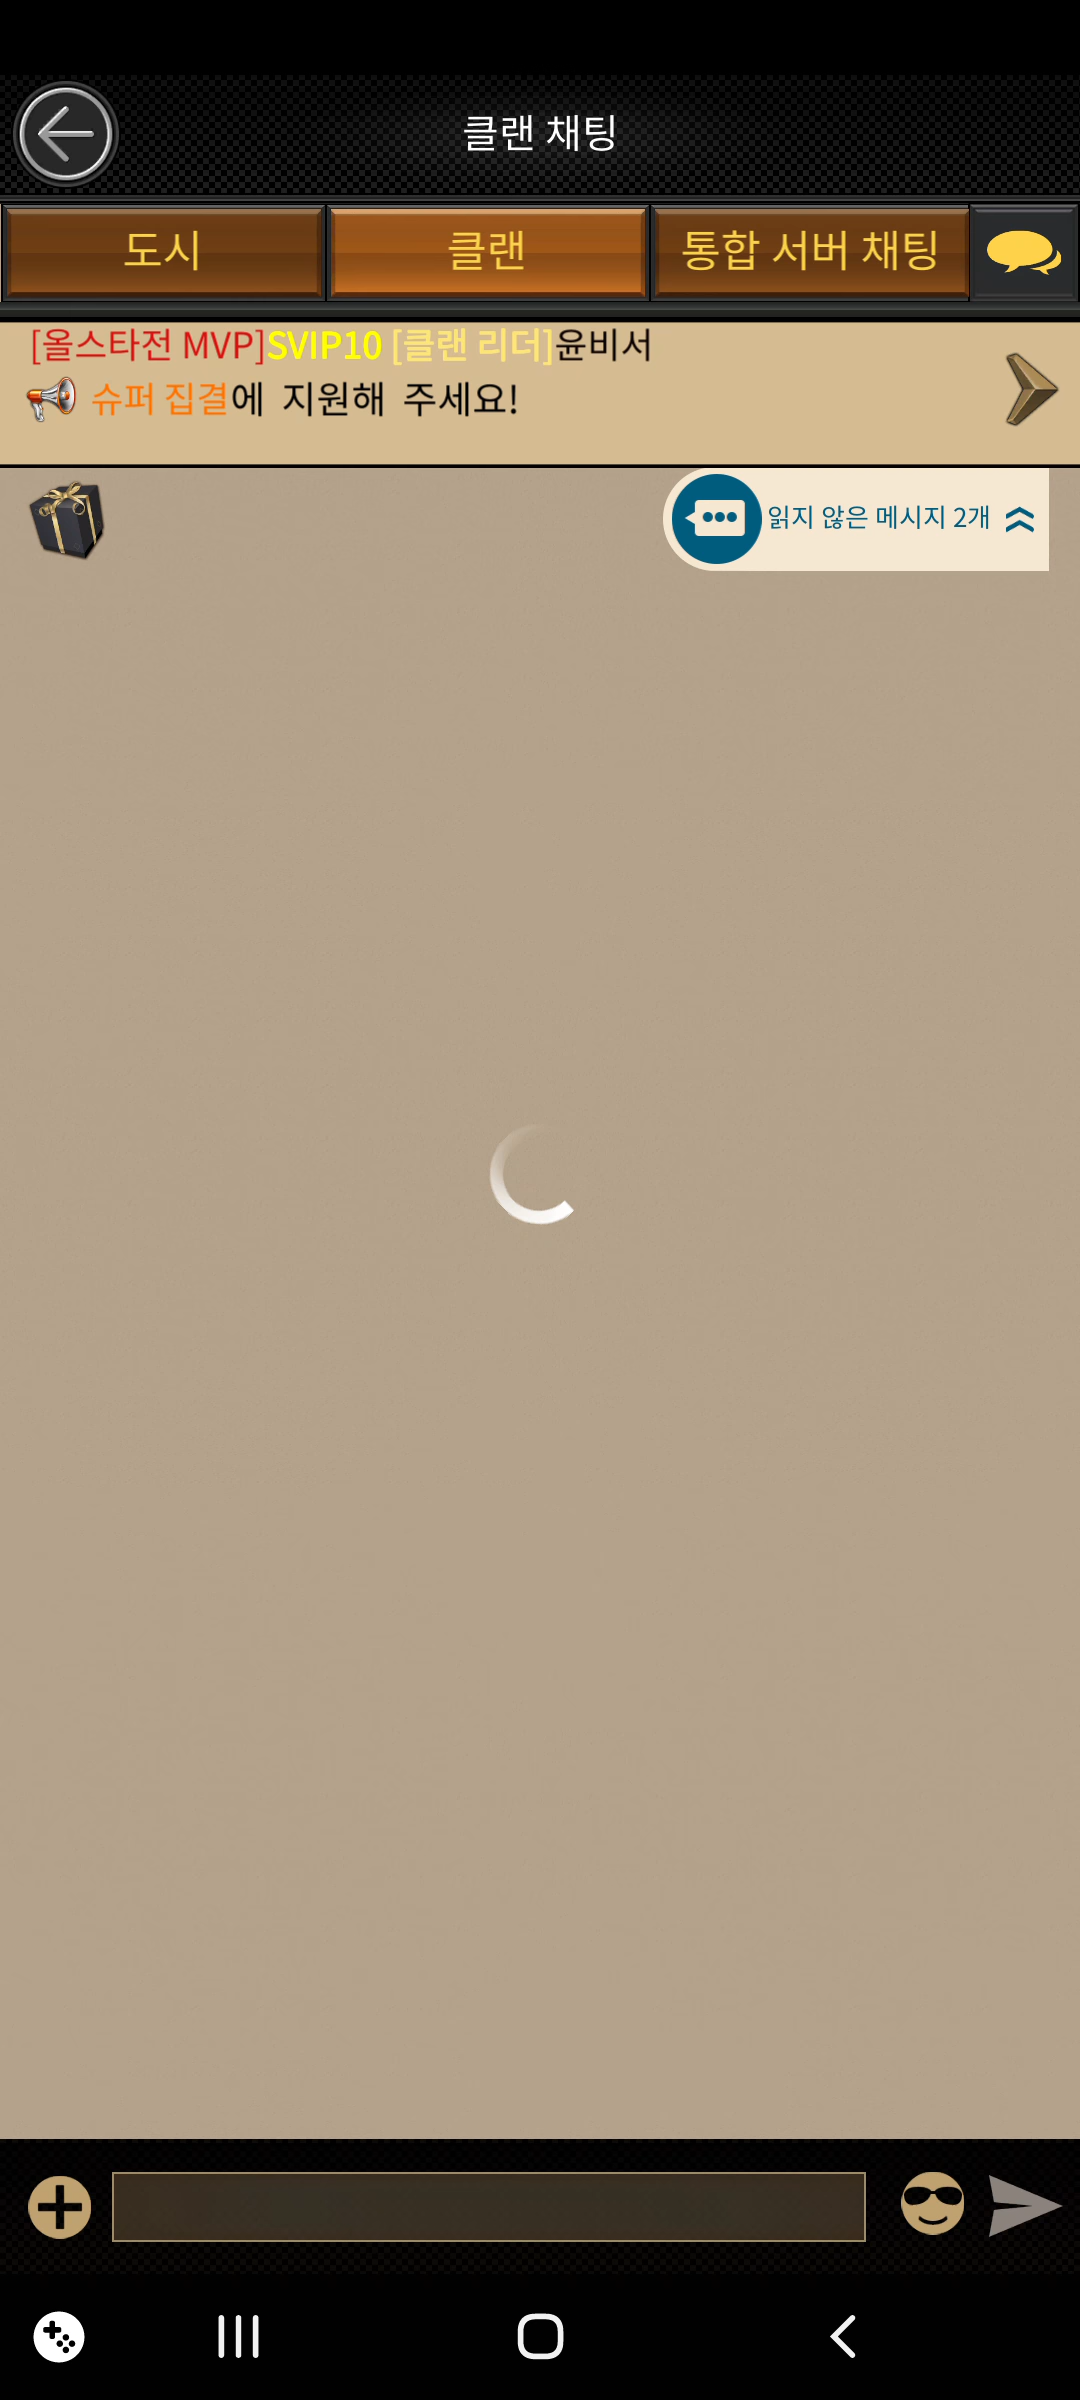 클랜 채팅
도시
클랜
통합 서버 채팅
[올스타전 MVP]SVIP10 [클랜 리더]윤비서
슈퍼 집결에 지원해 주세요!
읽지 않은 메시지 2개